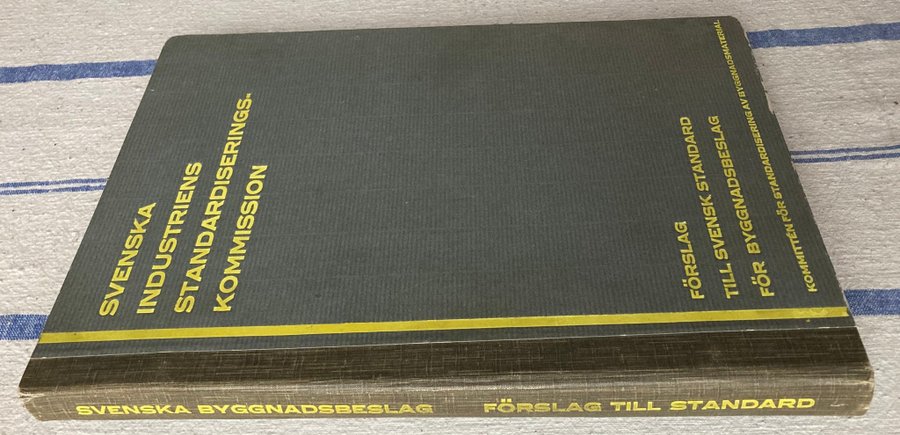 SVENSKA
INDUSTRIENS
STANDARDISERINGS-
KOMMISSION
FÖRSLAG
TILL SVENSK STANDARD
FÖR BYGGNADSBESLAG
KOMMITTÉN FÖR STANDARDISERING AV BYGGNADSMATERIAL
SVENSKA BYGGNADSBESLAG FÖRSLAG TILL STANDARD